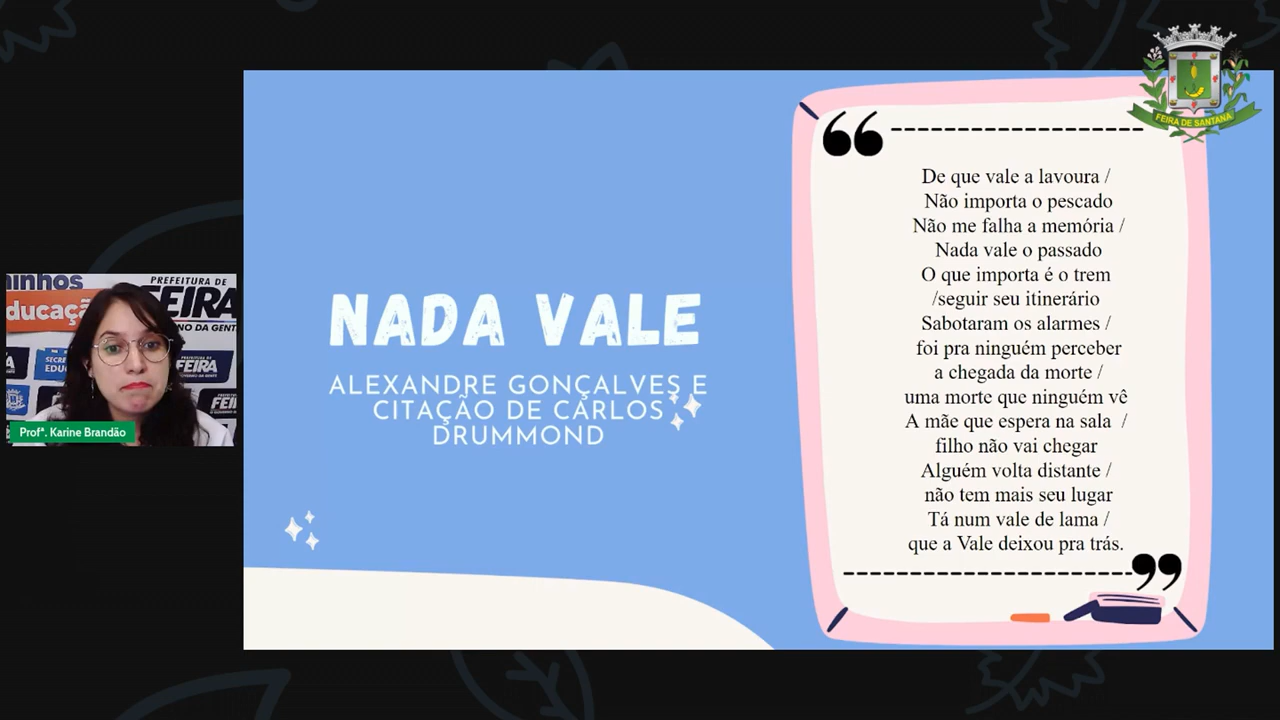 FEIRA DE SANTANA
NADA VALE
ALEXANDRE GONÇALVES E
CITAÇÃO DE CARLOS
DRUMMOND
“
De que vale a lavoura /
Não importa o pescado
Não me falha a memória /
Nada vale o passado
O que importa é o trem
/seguir seu itinerário
Sabotaram os alarmes /
foi pra ninguém perceber
a chegada da morte /
uma morte que ninguém vê
A mãe que espera na sala /
filho não vai chegar
Alguém volta distante /
não tem mais seu lugar
Tá num vale de lama /
que a Vale deixou pra trás.
”
PREFEITURA DE
FEIRA
Profª. Karine Brandão